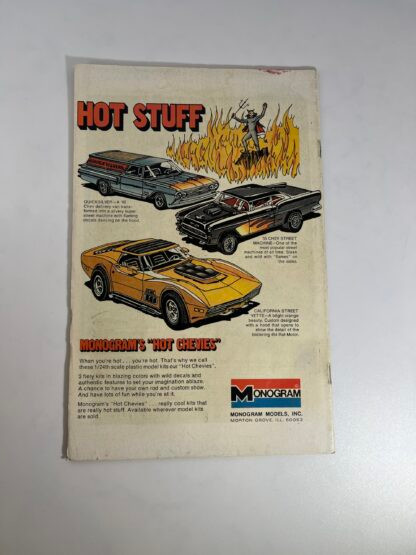 HOT STUFF
QUICKSILVER—A '65
Chevy delivery van trans-
formed into a silvery super
street machine with flaming
decals dancing on the hood.
'55 CHEVY STREET
MACHINE—One of the
most popular street
machines of all time. Sleek
and wild with "flames" on
the sides.
CALIFORNIA STREET
VETTE—A bright orange
beauty. Custom designed
with a hood that opens to
show the detail of the
blistering Rat Motor.
MONOGRAM'S "HOT CHEVIES"
When you're hot . . . you're hot. That's why we call
these 1/24th scale plastic model kits our "Hot Chevies".
3 fiery kits in blazing colors with wild decals and
authentic features to set your imagination ablaze.
A chance to have your own rod and custom show.
And have lots of fun while you're at it.
Monogram's "Hot Chevies" . . . really cool kits that
are really hot stuff. Available wherever model kits
are sold.
MONOGRAM
MONOGRAM MODELS, INC.
MORTON GROVE, ILL. 60053